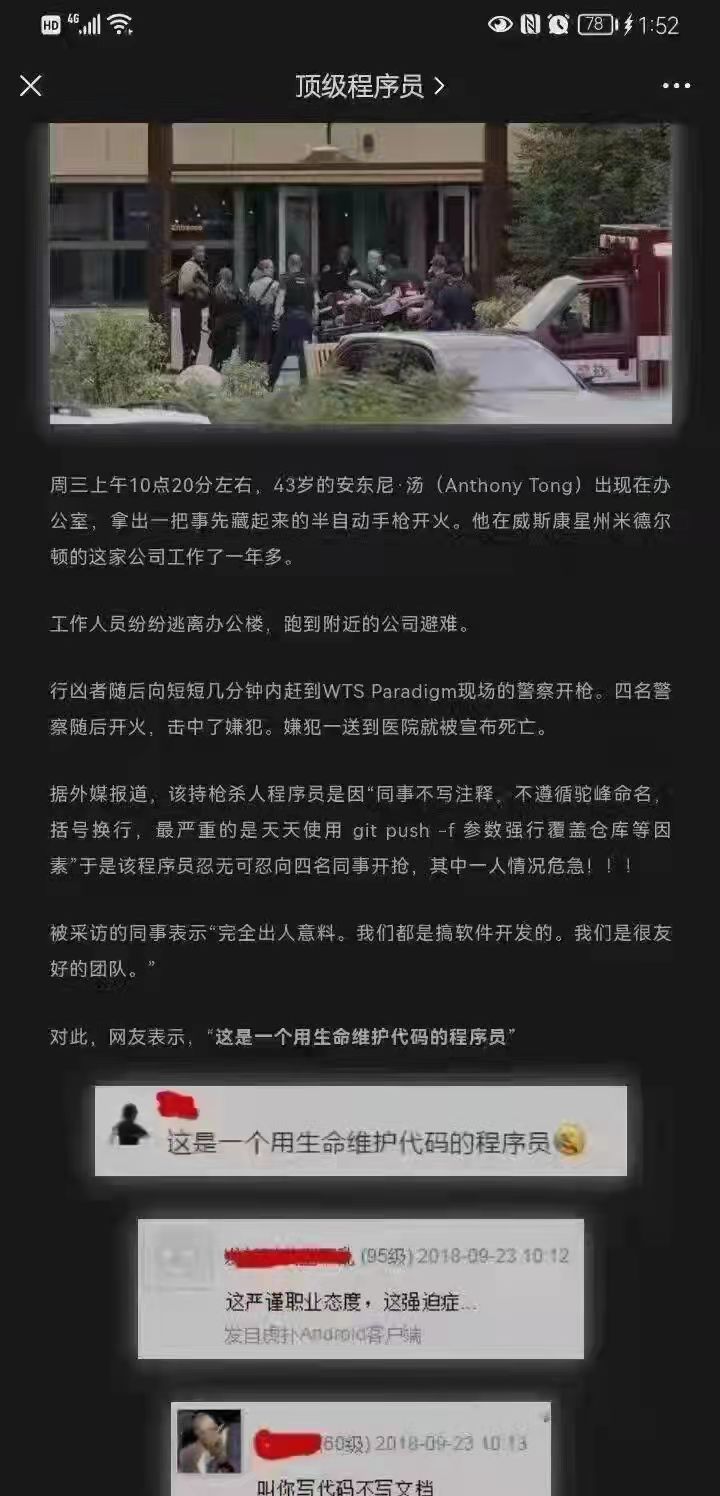 HD 4G 78 1:52
顶级程序员
Entrance
周三上午10点20分左右，43岁的安东尼·汤（Anthony Tong）出现在办
公室，拿出一把事先藏起来的半自动手枪开火。他在威斯康星州米德尔
顿的这家公司工作了一年多。
工作人员纷纷逃离办公楼，跑到附近的公司避难。
行凶者随后向短短几分钟内赶到WTS Paradigm现场的警察开枪。四名警
察随后开火，击中了嫌犯。嫌犯一送到医院就被宣布死亡。
据外媒报道，该持枪杀人程序员是因“同事不写注释，不遵循驼峰命名，
括号换行，最严重的是天天使用 git push -f 参数强行覆盖仓库等因
素”于是该程序员忍无可忍向四名同事开抢，其中一人情况危急！！！
被采访的同事表示“完全出人意料。我们都是搞软件开发的。我们是很友
好的团队。”
对此，网友表示，“这是一个用生命维护代码的程序员”
这是一个用生命维护代码的程序员
(95级) 2018-09-23 10:12
这严谨职业态度，这强迫症...
发自虎扑Android客户端
(60级) 2018-09-23 10:13
叫你写代码不写文档